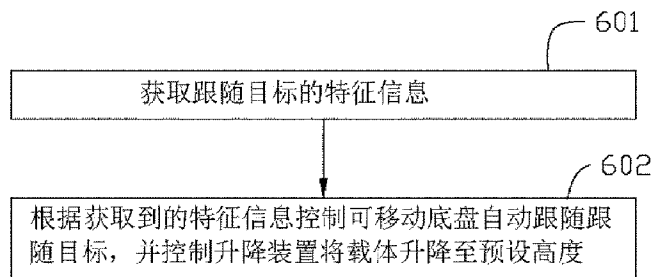 601
获取跟随目标的特征信息
602
根据获取到的特征信息控制可移动底盘自动跟随跟
随目标，并控制升降装置将载体升降至预设高度